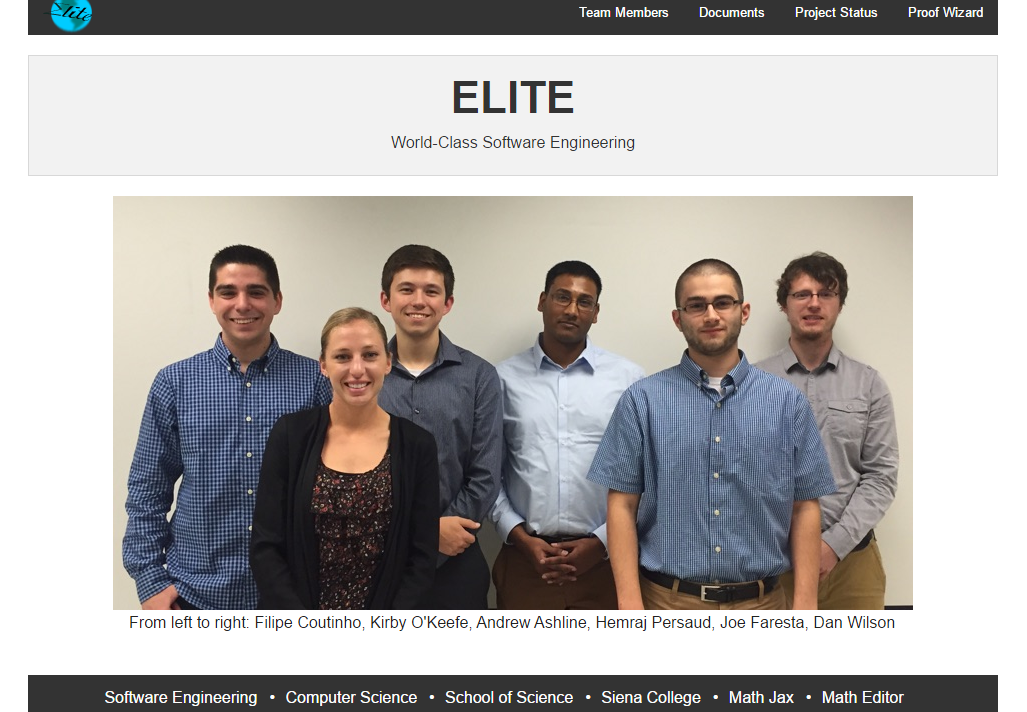 Elite
Team Members Documents Project Status Proof Wizard
ELITE
World-Class Software Engineering
From left to right: Filipe Coutinho, Kirby O'Keefe, Andrew Ashline, Hemraj Persaud, Joe Faresta, Dan Wilson
Software Engineering • Computer Science • School of Science • Siena College • Math Jax • Math Editor